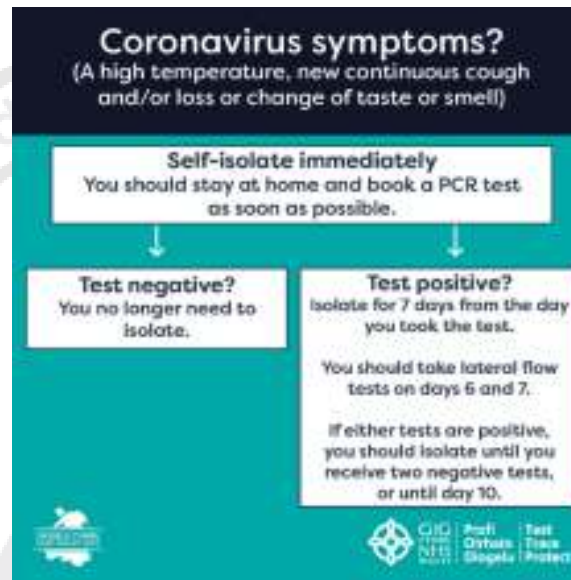 Coronavirus symptoms?
(A high temperature, new continuous cough
and/or loss or change of taste or smell)
Self-isolate immediately
You should stay at home and book a PCR test
as soon as possible.
Test negative?
You no longer need to
isolate.
Test positive?
Isolate for 7 days from the day
you took the test.
You should take lateral flow
tests on days 6 and 7.
If either tests are positive,
you should isolate until you
receive two negative tests,
or until day 10.
GIG
NHS
Profi
Olrhain
Diogelu
Test
Trace
Protect